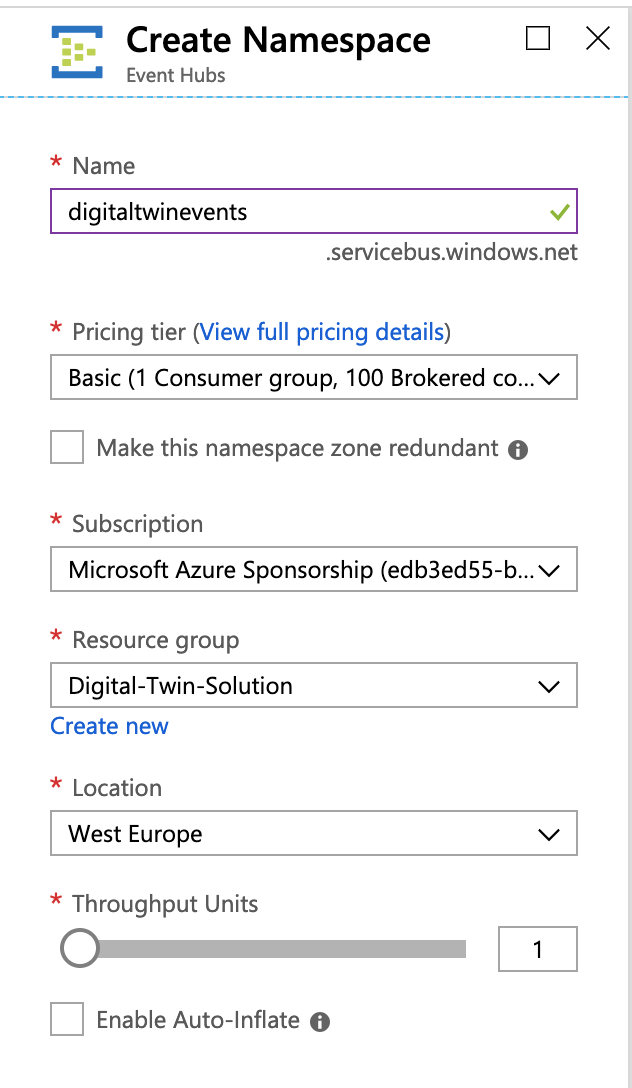 Create Namespace
Event Hubs
* Name
digitaltwinevents
.servicebus.windows.net
* Pricing tier (View full pricing details)
Basic (1 Consumer group, 100 Brokered co...
Make this namespace zone redundant
* Subscription
Microsoft Azure Sponsorship (edb3ed55-b...
* Resource group
Digital-Twin-Solution
Create new
* Location
West Europe
* Throughput Units
1
Enable Auto-Inflate